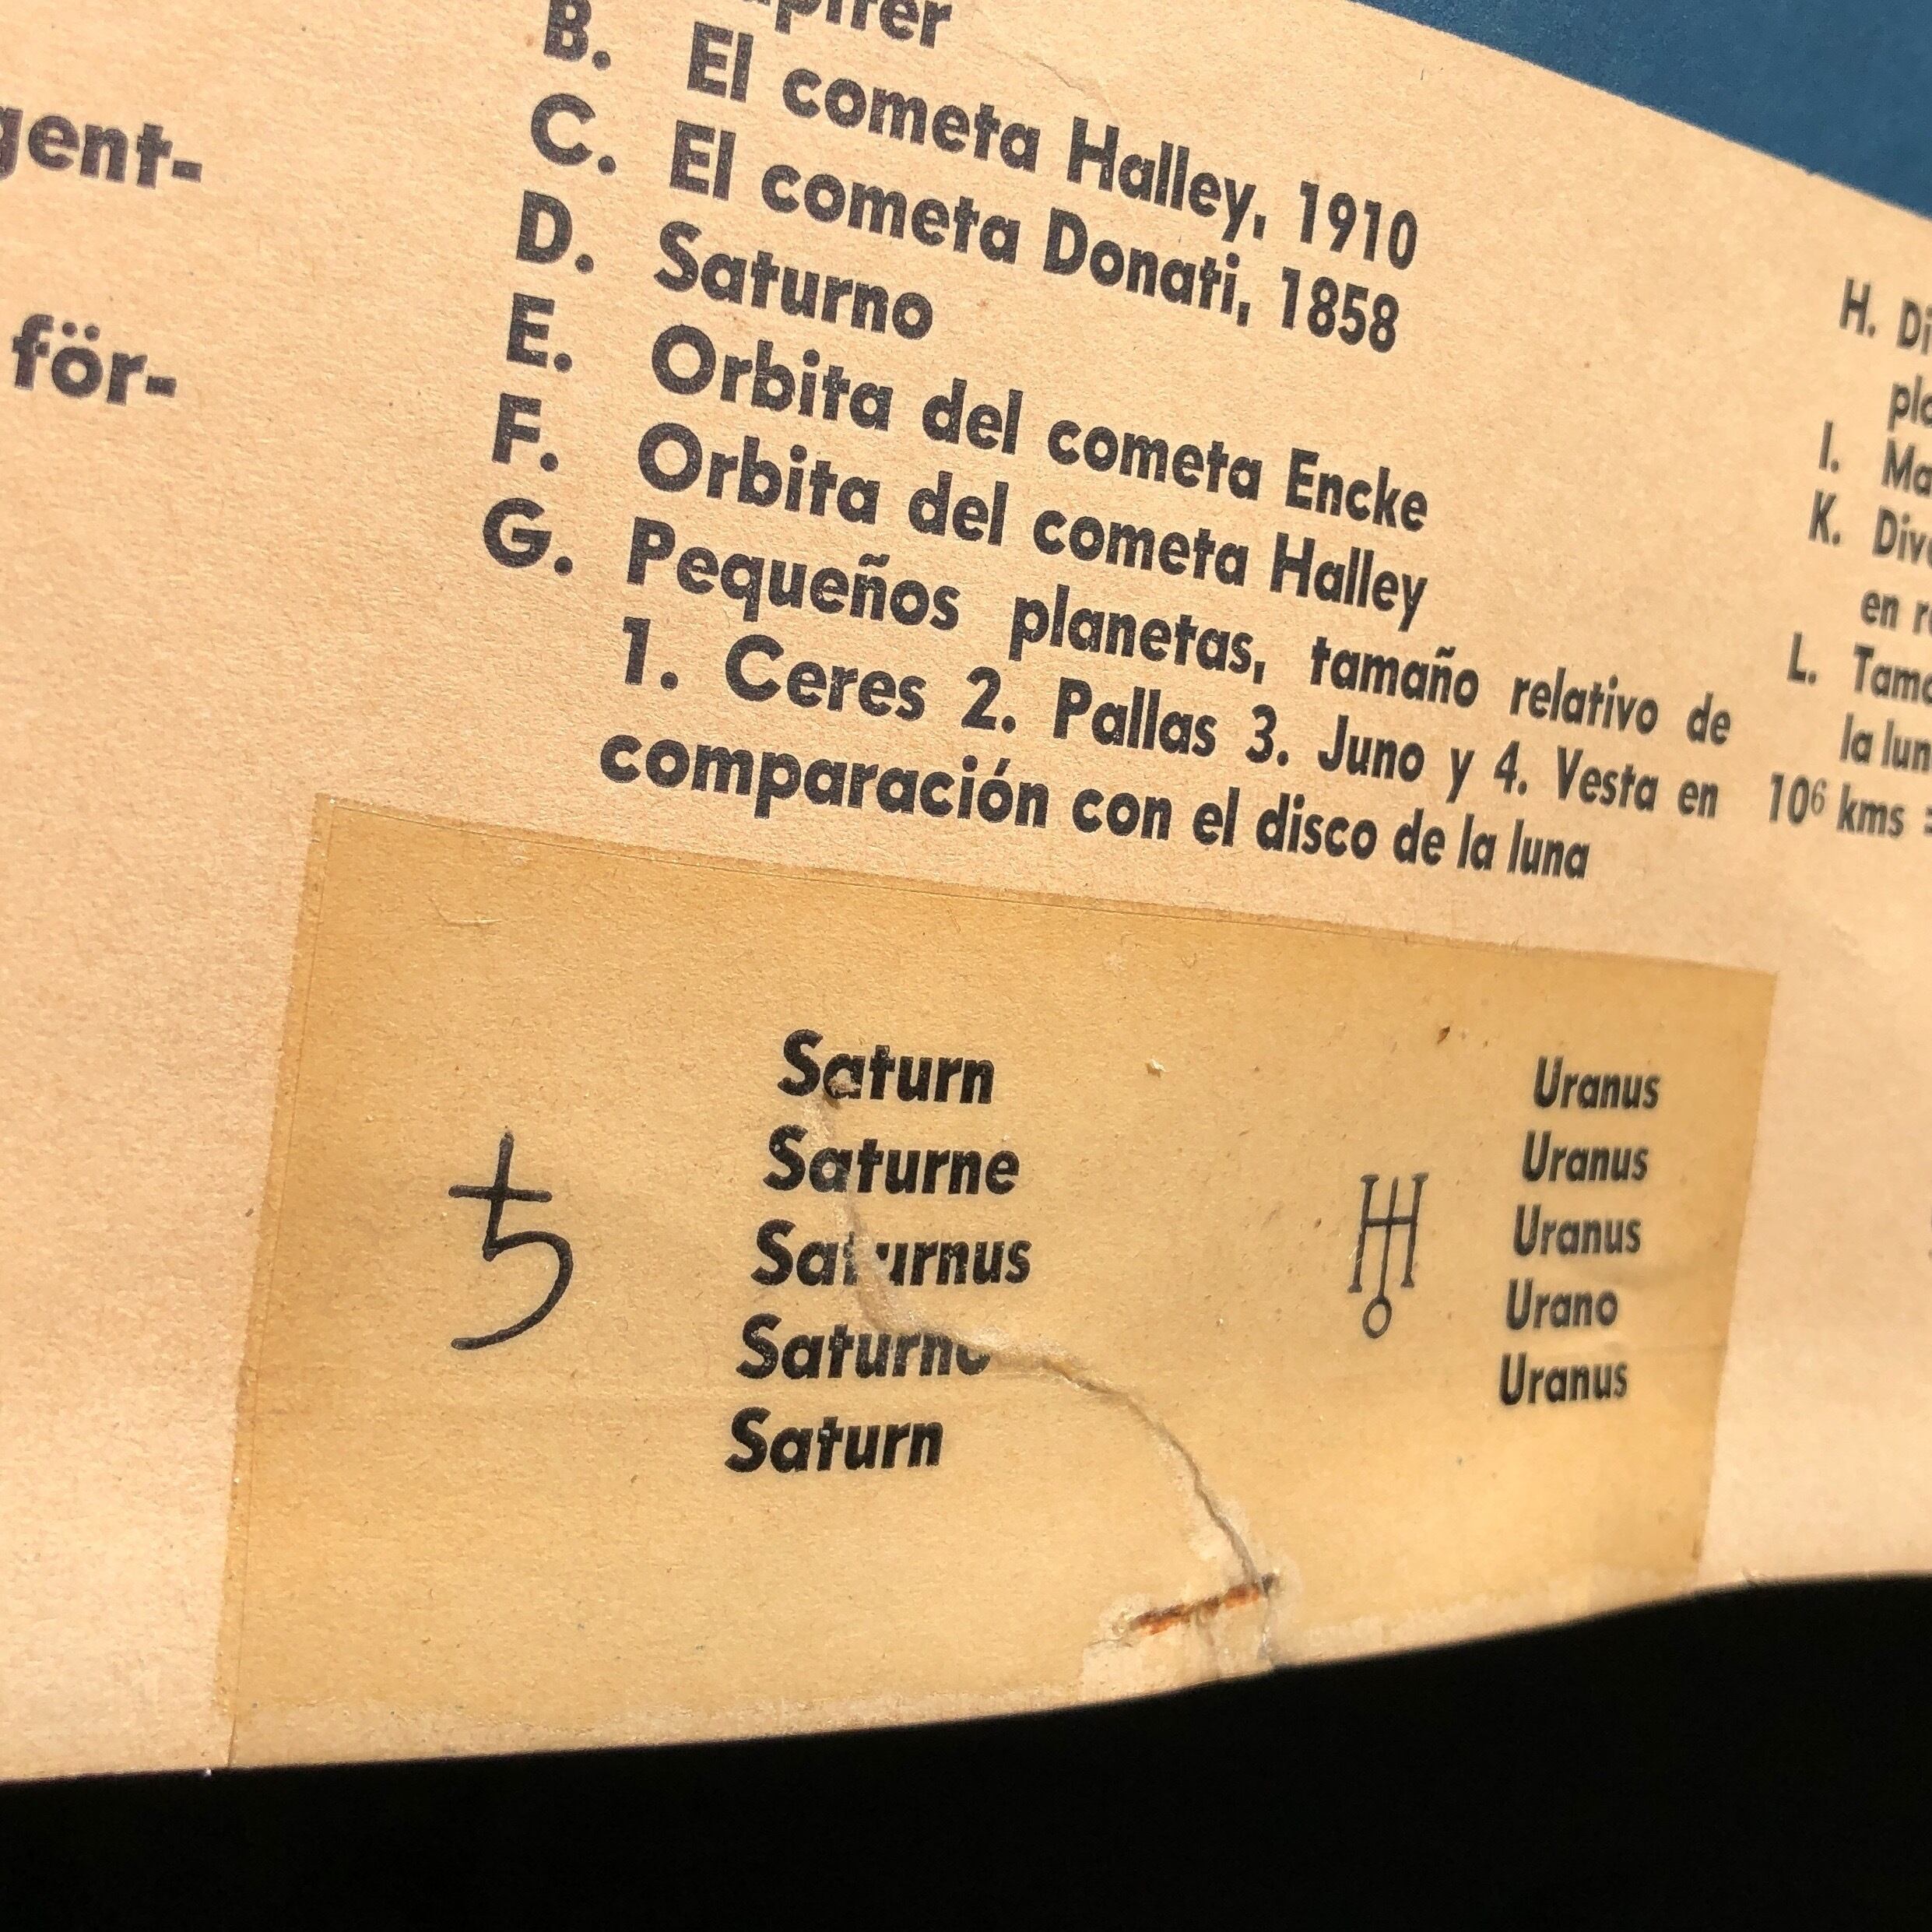 B. El cometa Halley, 1910
C. El cometa Donati, 1858
D. Saturno
E. Orbita del cometa Encke
F. Orbita del cometa Halley
G. Pequeños planetas, tamaño relativo de
1. Ceres 2. Pallas 3. Juno y 4. Vesta en
comparación con el disco de la luna
för-
H.
I.
K.
en
L.
la
10⁶ kms
Saturn
Saturne
Saturnus
Saturno
Saturn
Uranus
Uranus
Uranus
Urano
Uranus